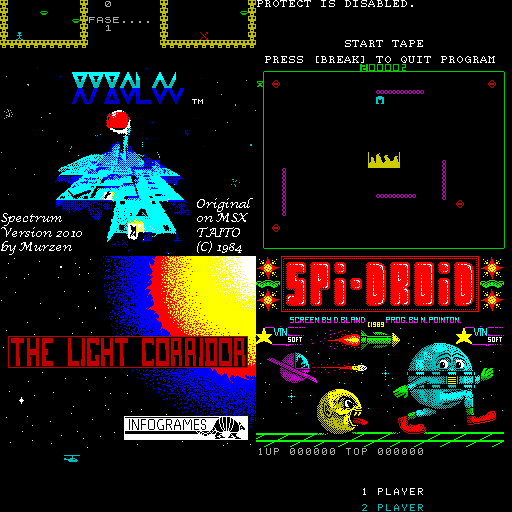 0
FASE....
1
TM
Spectrum
Version 2010
by Murzen
Original
on MSX
TAITO
(C) 1984
PROTECT IS DISABLED.
START TAPE
PRESS [BREAK] TO QUIT PROGRAM
THE LIGHT CORRIDOR
INFOGRAMES
SPi-DROiD
SCREEN BY D. BLAND (1989 PROG. BY N. POINTON.
VIN
SOFT
VIN
SOFT
1UP 000000 TOP 000000
1 PLAYER
2 PLAYER